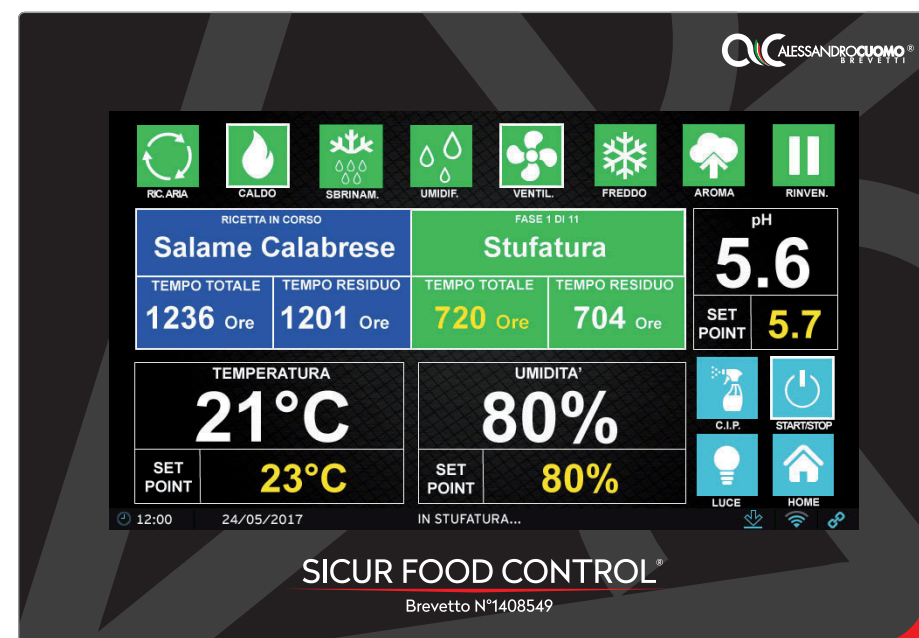 ALESSANDROCUOMO®
BREVETTI
RIC. ARIA CALDO SBRINAM. UMIDIF. VENTIL. FREDDO AROMA RINVEN.
RICETTA IN CORSO FASE 1 DI 11 pH
Salame Calabrese Stufatura 5.6
TEMPO TOTALE TEMPO RESIDUO TEMPO TOTALE TEMPO RESIDUO
1236 Ore 1201 Ore 720 Ore 704 Ore SET POINT 5.7
TEMPERATURA UMIDITA’
21°C 80%
C.I.P. START/STOP
SET POINT 23°C SET POINT 80%
LUCE HOME
12:00 24/05/2017 IN STUFATURA...
SICUR FOOD CONTROL®
Brevetto N°1408549